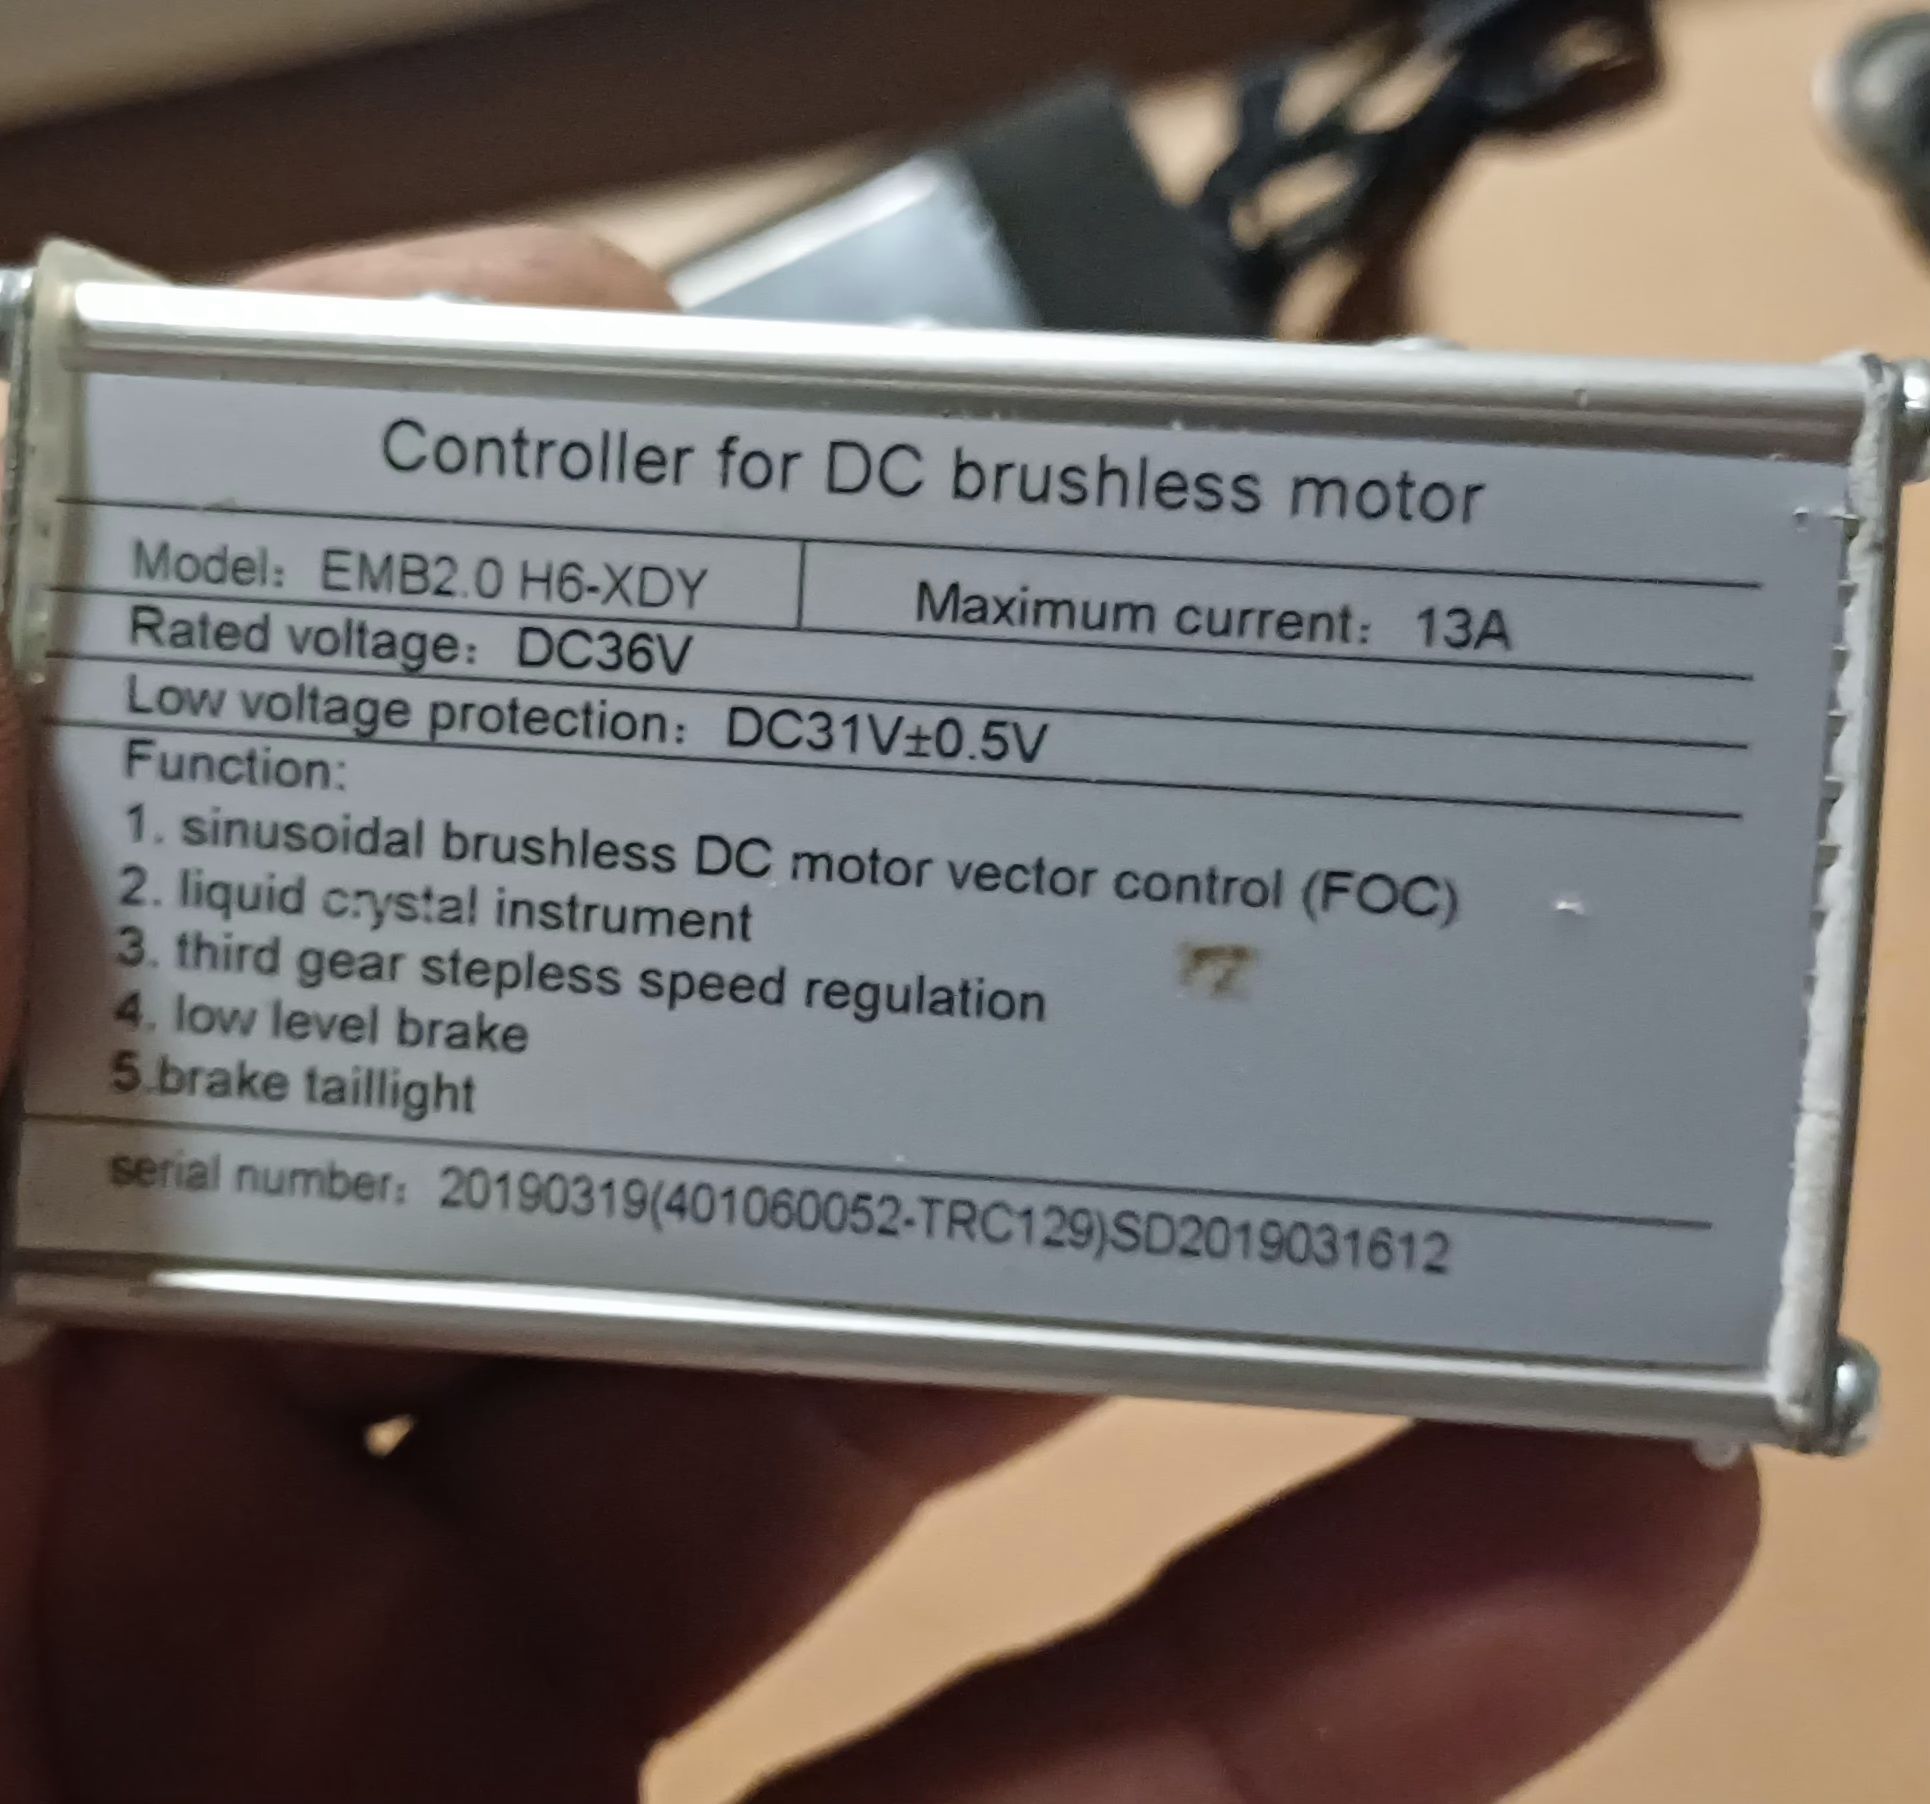 Controller for DC brushless motor
Model: EMB2.0 H6-XDY
Maximum current: 13A
Rated voltage: DC36V
Low voltage protection: DC31V±0.5V
Function:
1. sinusoidal brushless DC motor vector control (FOC)
2. liquid crystal instrument
3. third gear stepless speed regulation
4. low level brake
5.brake taillight
serial number: 20190319(401060052-TRC129)SD2019031612